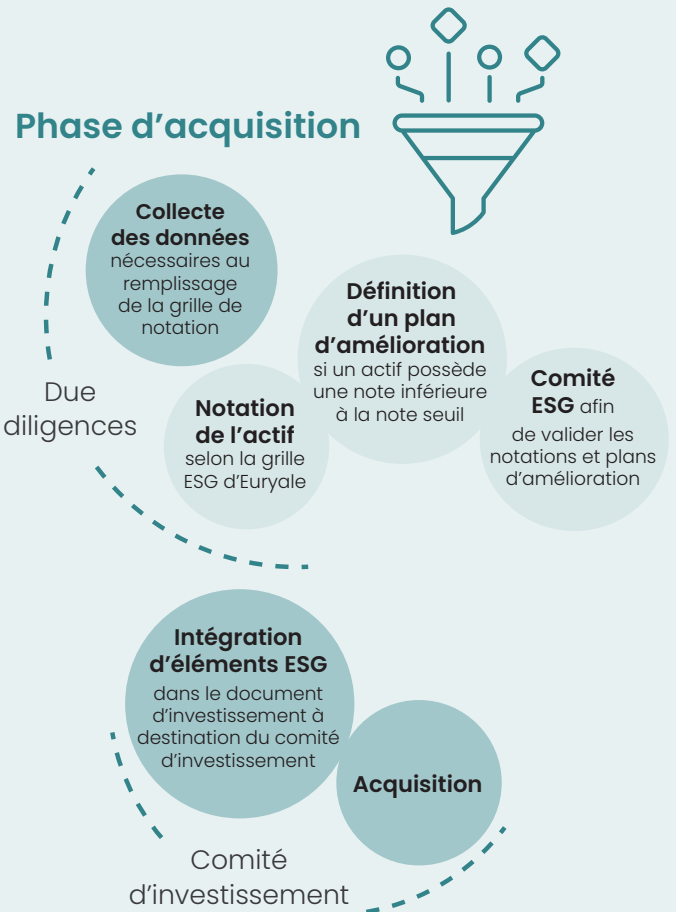 Phase d’acquisition
Collecte
des données
nécessaires au
remplissage
de la grille de
notation
Due
diligences
Notation
de l’actif
selon la grille
ESG d’Euryale
Définition
d’un plan
d’amélioration
si un actif possède
une note inférieure
à la note seuil
Comité
ESG afin
de valider les
notations et plans
d’amélioration
Intégration
d’éléments ESG
dans le document
d’investissement à
destination du comité
d’investissement
Acquisition
Comité
d’investissement